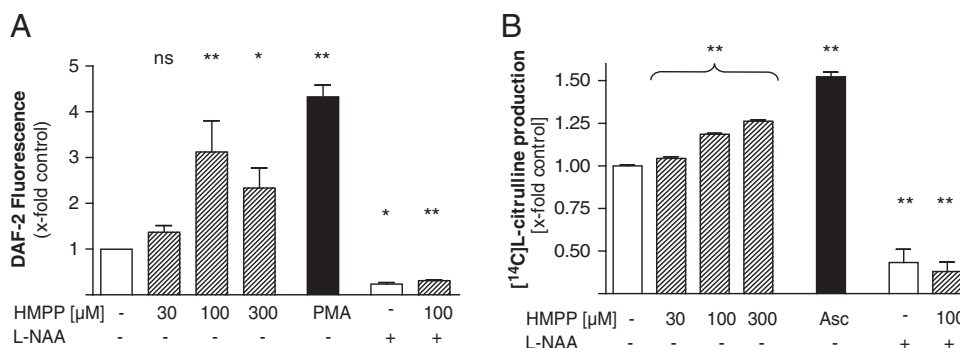 A
DAF-2 Fluorescence
(x-fold control)
5
4
3
2
1
ns ** * ** * **
HMPP [µM] - 30 100 300 PMA - 100
L-NAA - - - - - + +
B
[¹⁴C]L-citrulline production
[x-fold control]
1.50
1.25
1.00
0.75
0.50
** ** ** **
HMPP [µM] - 30 100 300 Asc - 100
L-NAA - - - - - + +